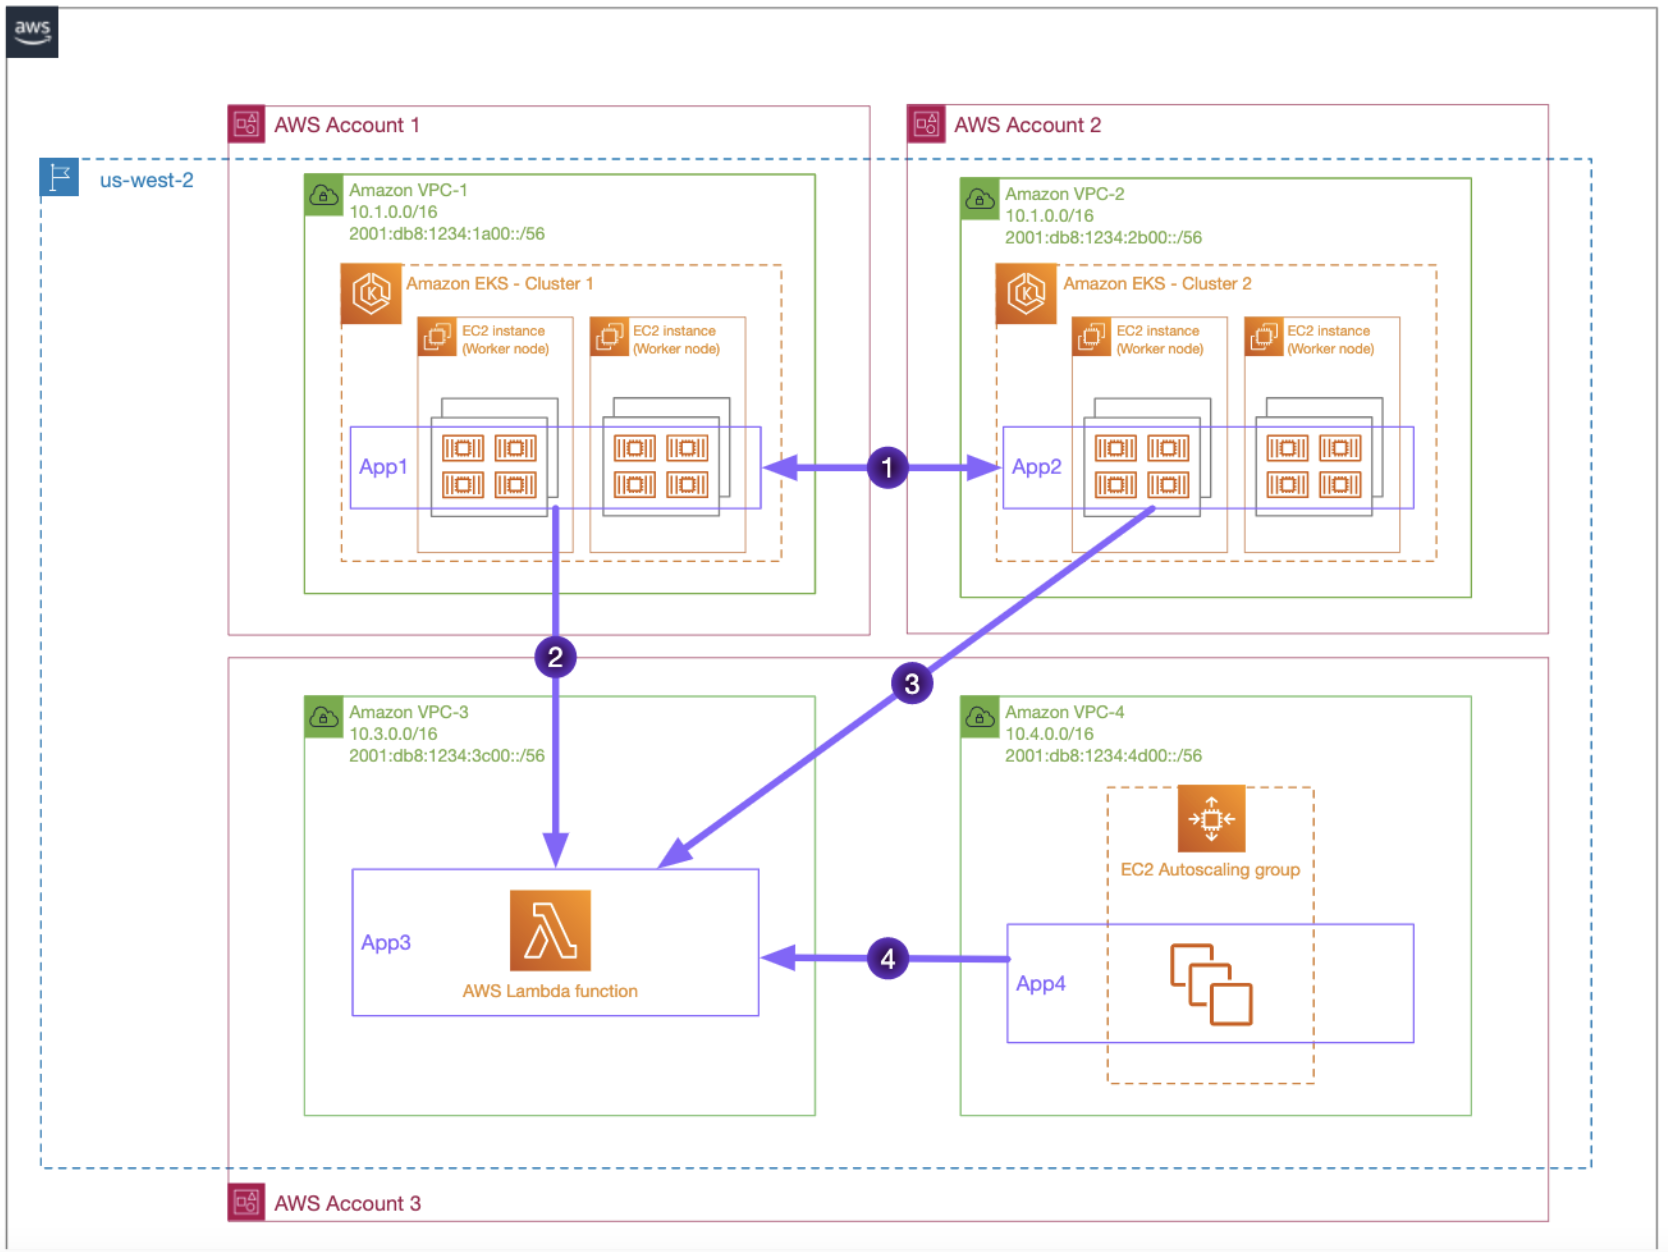 aws
AWS Account 1
AWS Account 2
us-west-2
Amazon VPC-1
10.1.0.0/16
2001:db8:1234:1a00::/56
Amazon VPC-2
10.1.0.0/16
2001:db8:1234:2b00::/56
Amazon EKS - Cluster 1
Amazon EKS - Cluster 2
EC2 instance
(Worker node)
EC2 instance
(Worker node)
EC2 instance
(Worker node)
EC2 instance
(Worker node)
App1
1
App2
2
3
Amazon VPC-3
10.3.0.0/16
2001:db8:1234:3c00::/56
Amazon VPC-4
10.4.0.0/16
2001:db8:1234:4d00::/56
EC2 Autoscaling group
App3
AWS Lambda function
4
App4
AWS Account 3